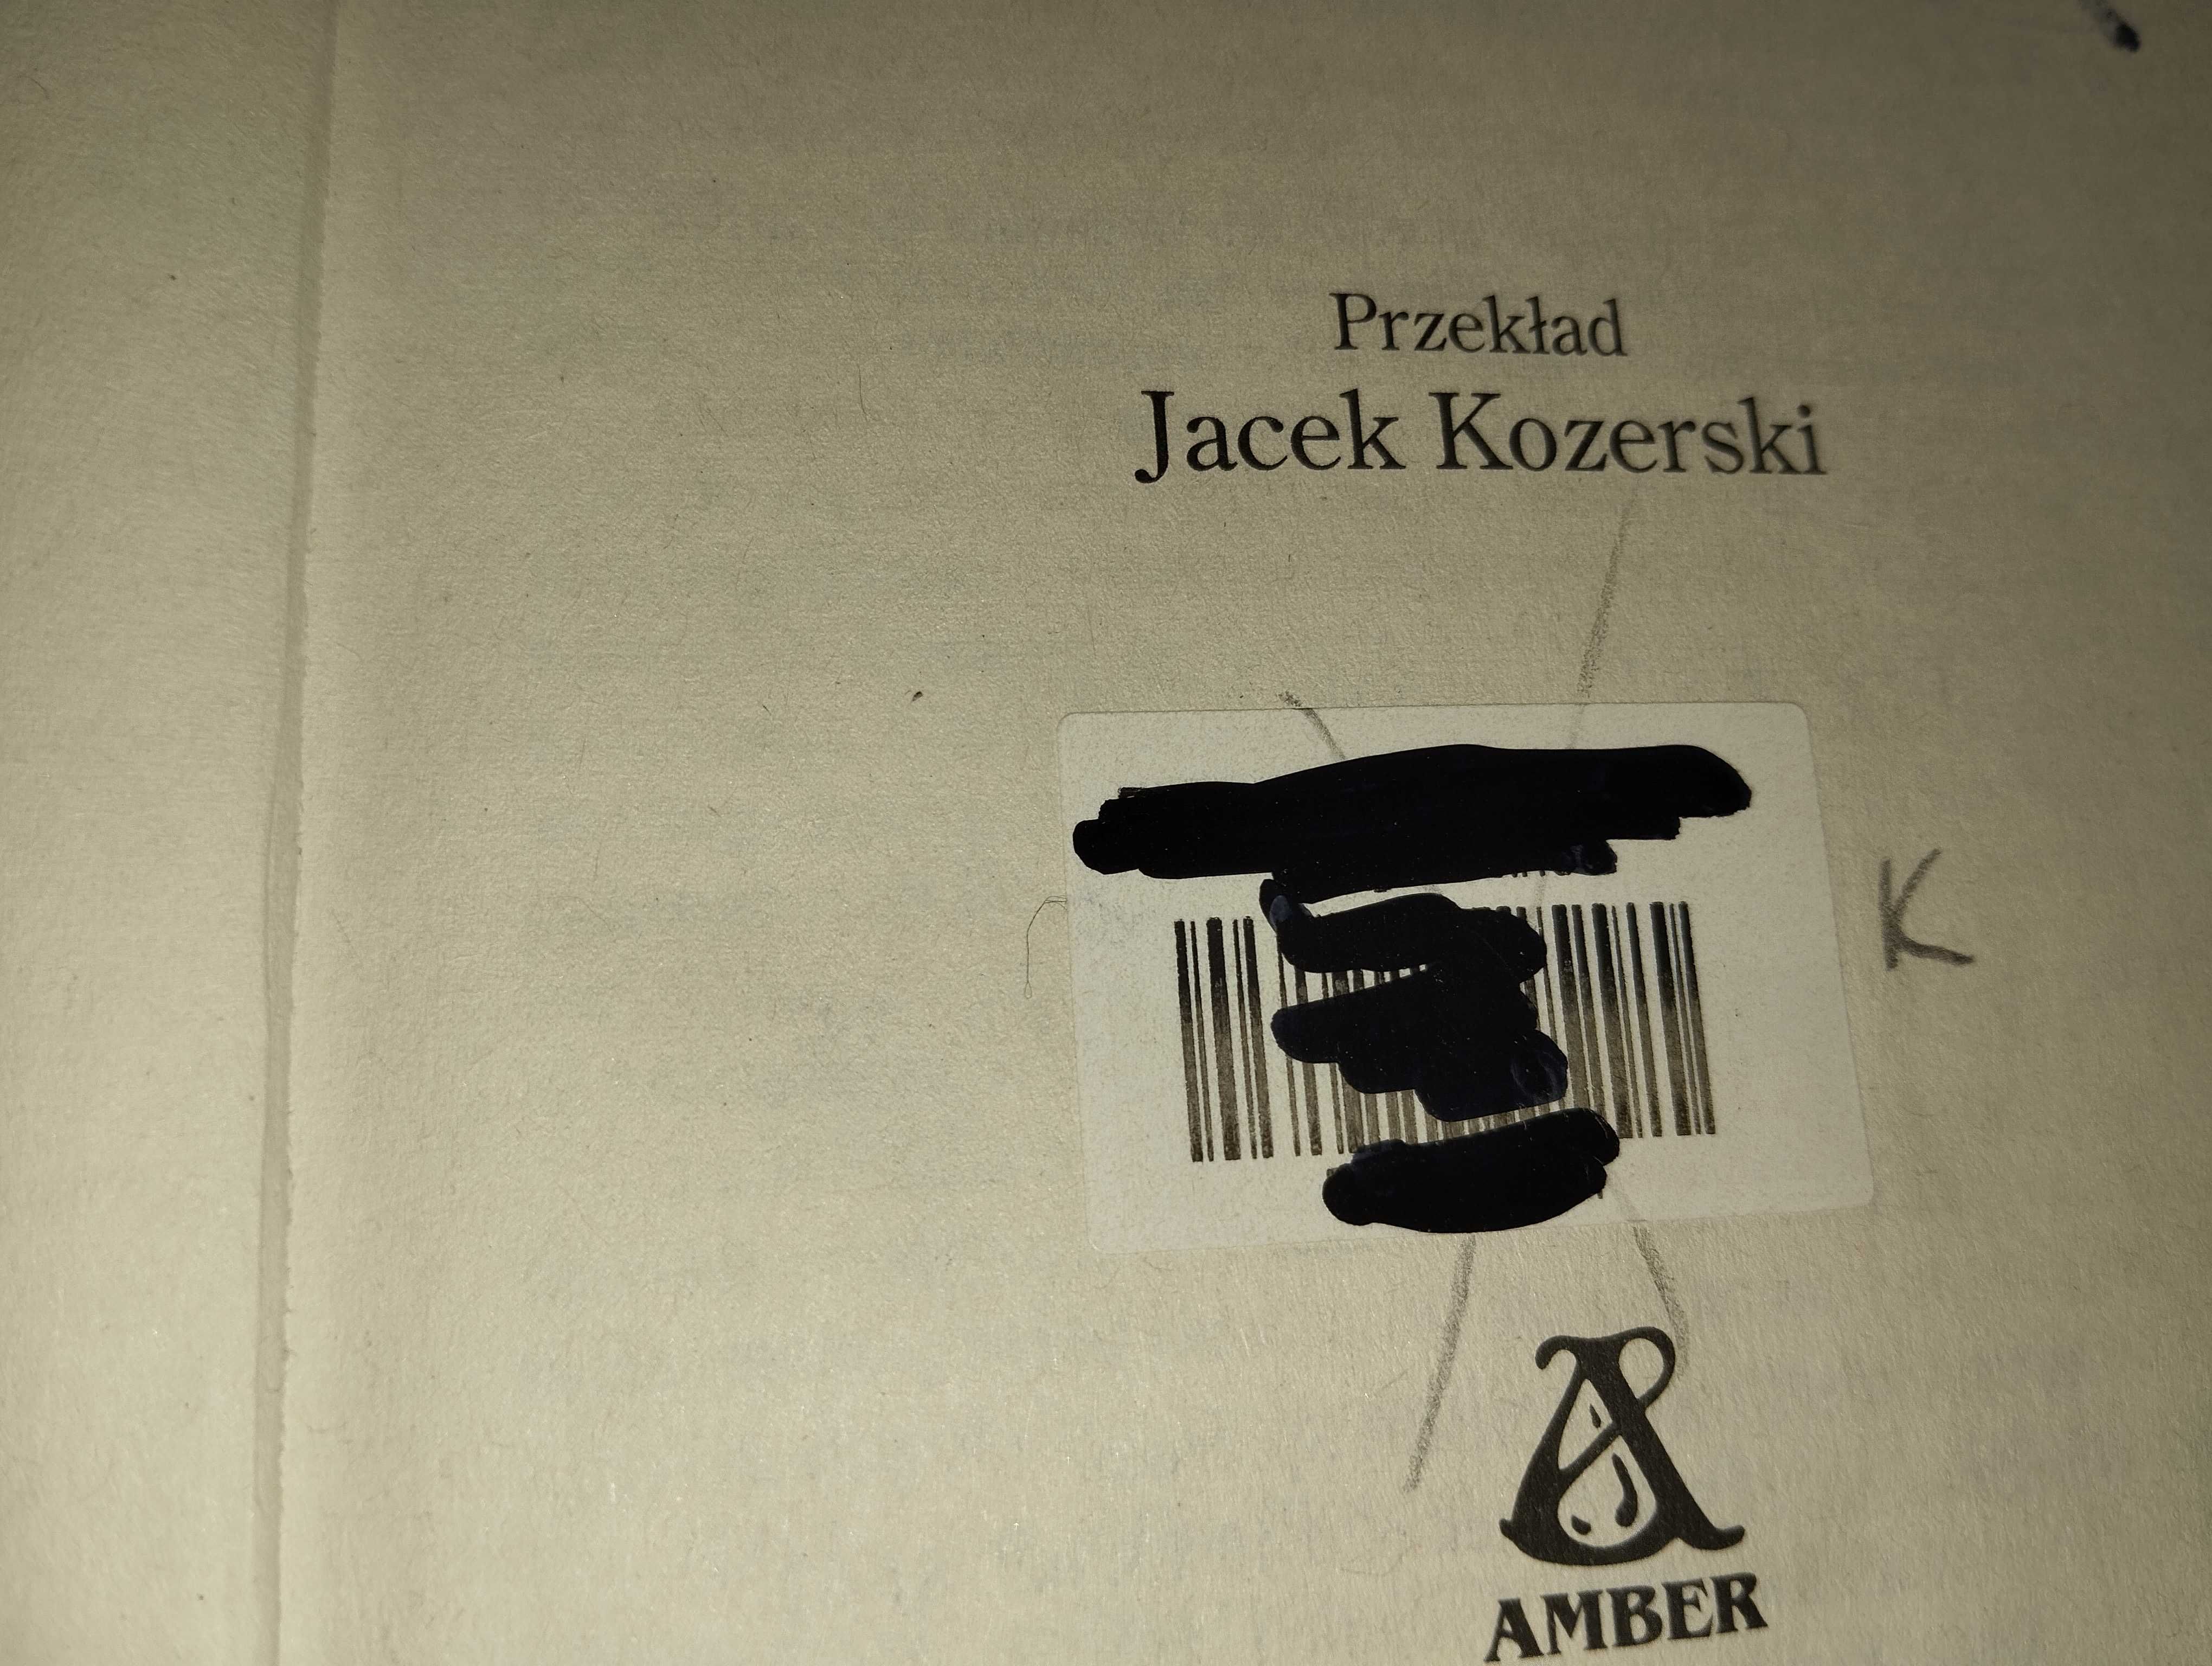 Przekład
Jacek Kozerski
K
AMBER